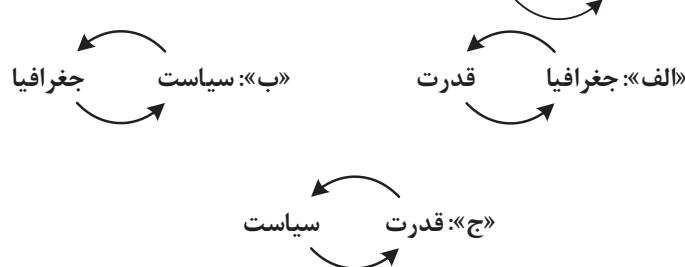 «الف»: جغرافیا قدرت
«ب»: سیاست جغرافیا
«ج»: قدرت سیاست